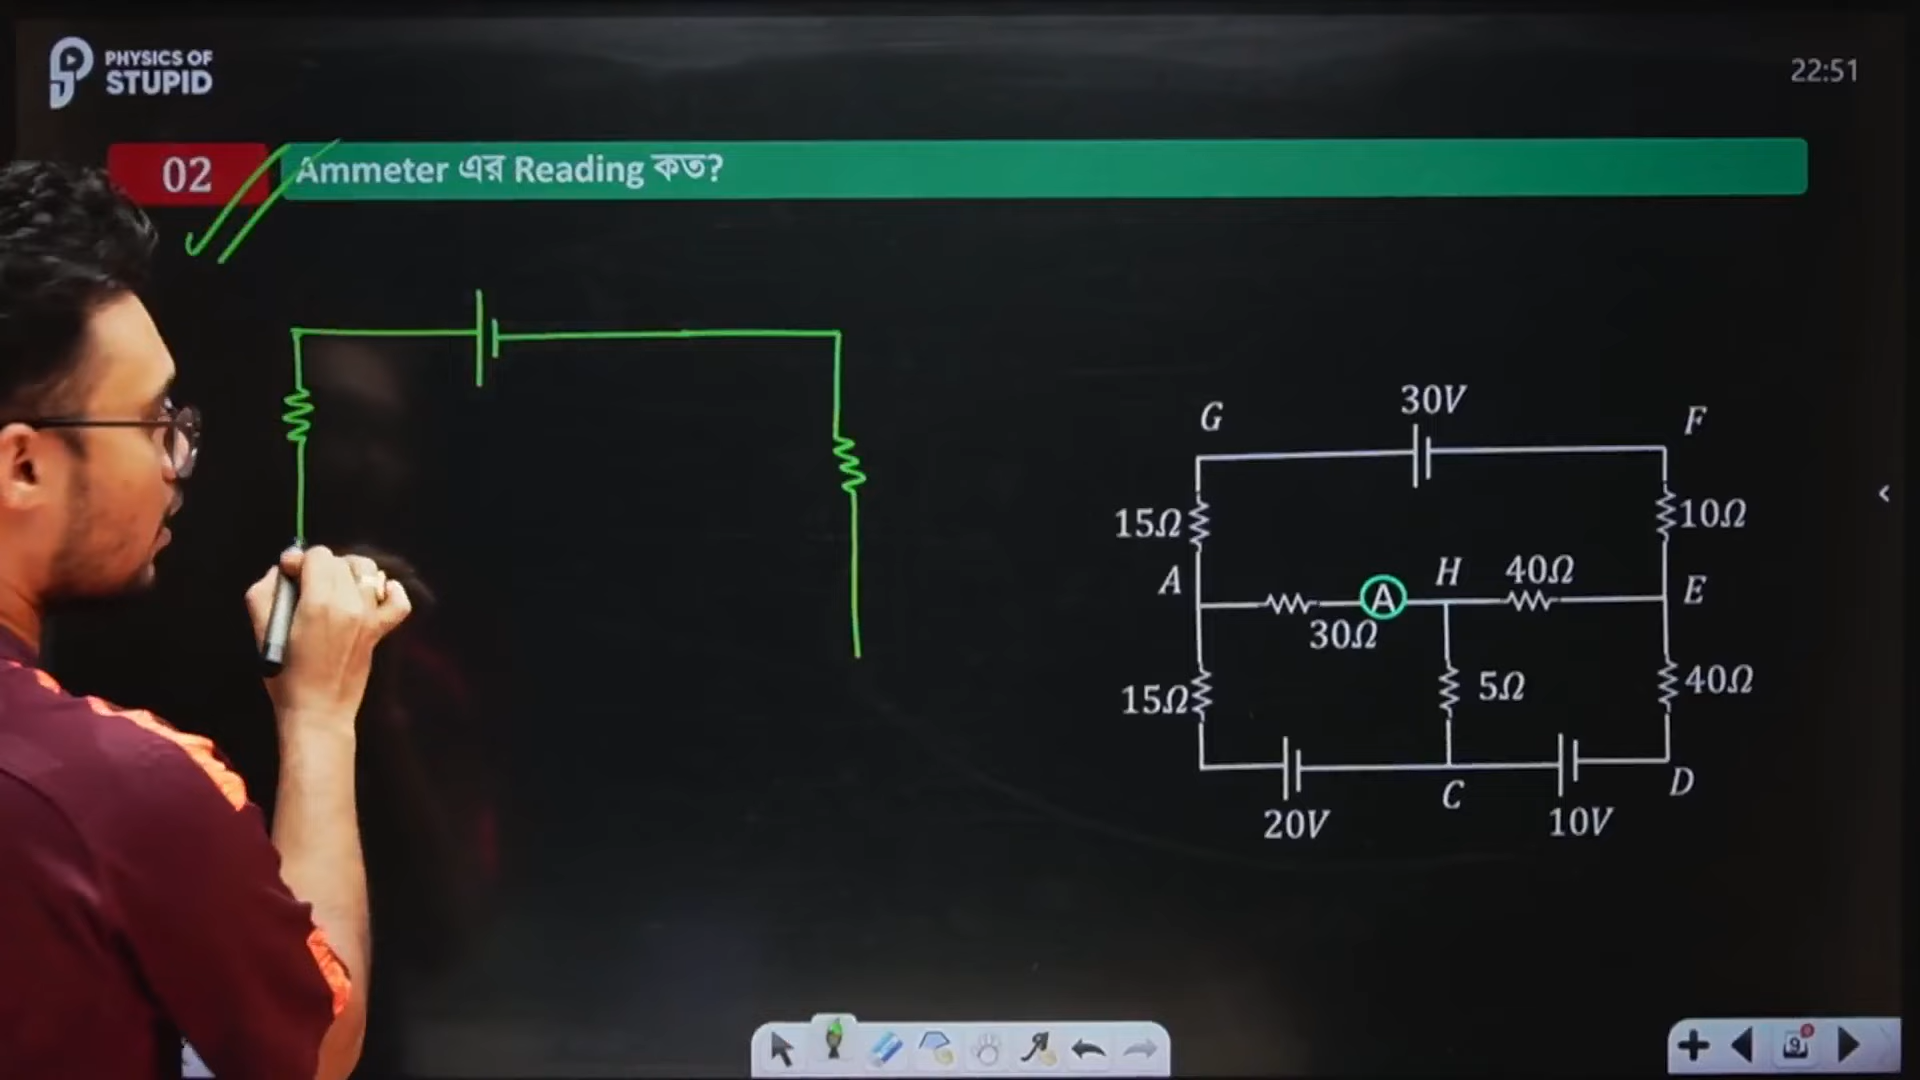 PHYSICS OF
STUPID
22:51
02
Ammeter এর Reading কত?
30V
G
F
15Ω
10Ω
A
A
H
40Ω
E
30Ω
15Ω
5Ω
40Ω
C
D
20V
10V
9